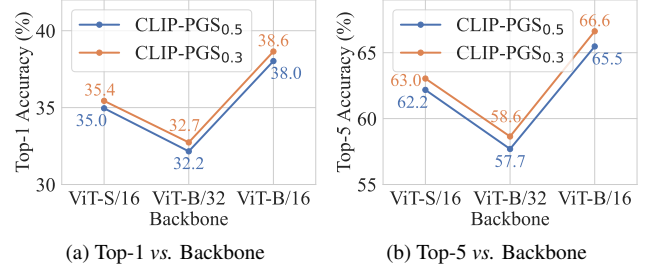 CLIP-PGS0.5
CLIP-PGS0.3
Top-1 Accuracy (%)
40
35
30
35.4
35.0
32.7
32.2
38.6
38.0
ViT-S/16 ViT-B/32 ViT-B/16
Backbone
(a) Top-1 vs. Backbone
CLIP-PGS0.5
CLIP-PGS0.3
Top-5 Accuracy (%)
65
60
55
63.0
62.2
58.6
57.7
66.6
65.5
ViT-S/16 ViT-B/32 ViT-B/16
Backbone
(b) Top-5 vs. Backbone